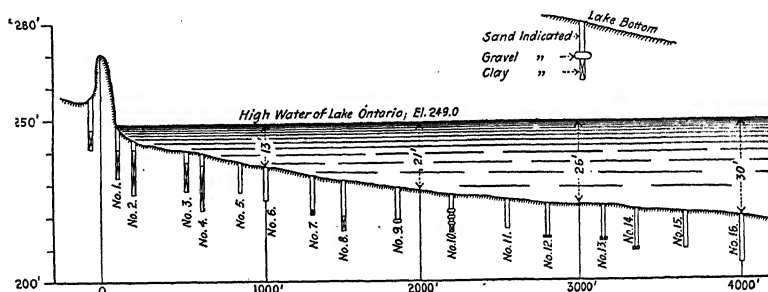 280'
Lake Bottom
Sand Indicated
Gravel "
Clay "
High Water of Lake Ontario; El. 249.0
250'
13'
21'
26'
30'
No. 1.
No. 2.
No. 3.
No. 4.
No. 5.
No. 6.
No. 7.
No. 8.
No. 9.
No. 10.
No. 11.
No. 12.
No. 13.
No. 14.
No. 15.
No. 16.
200'
0
1000'
2000'
3000'
4000'